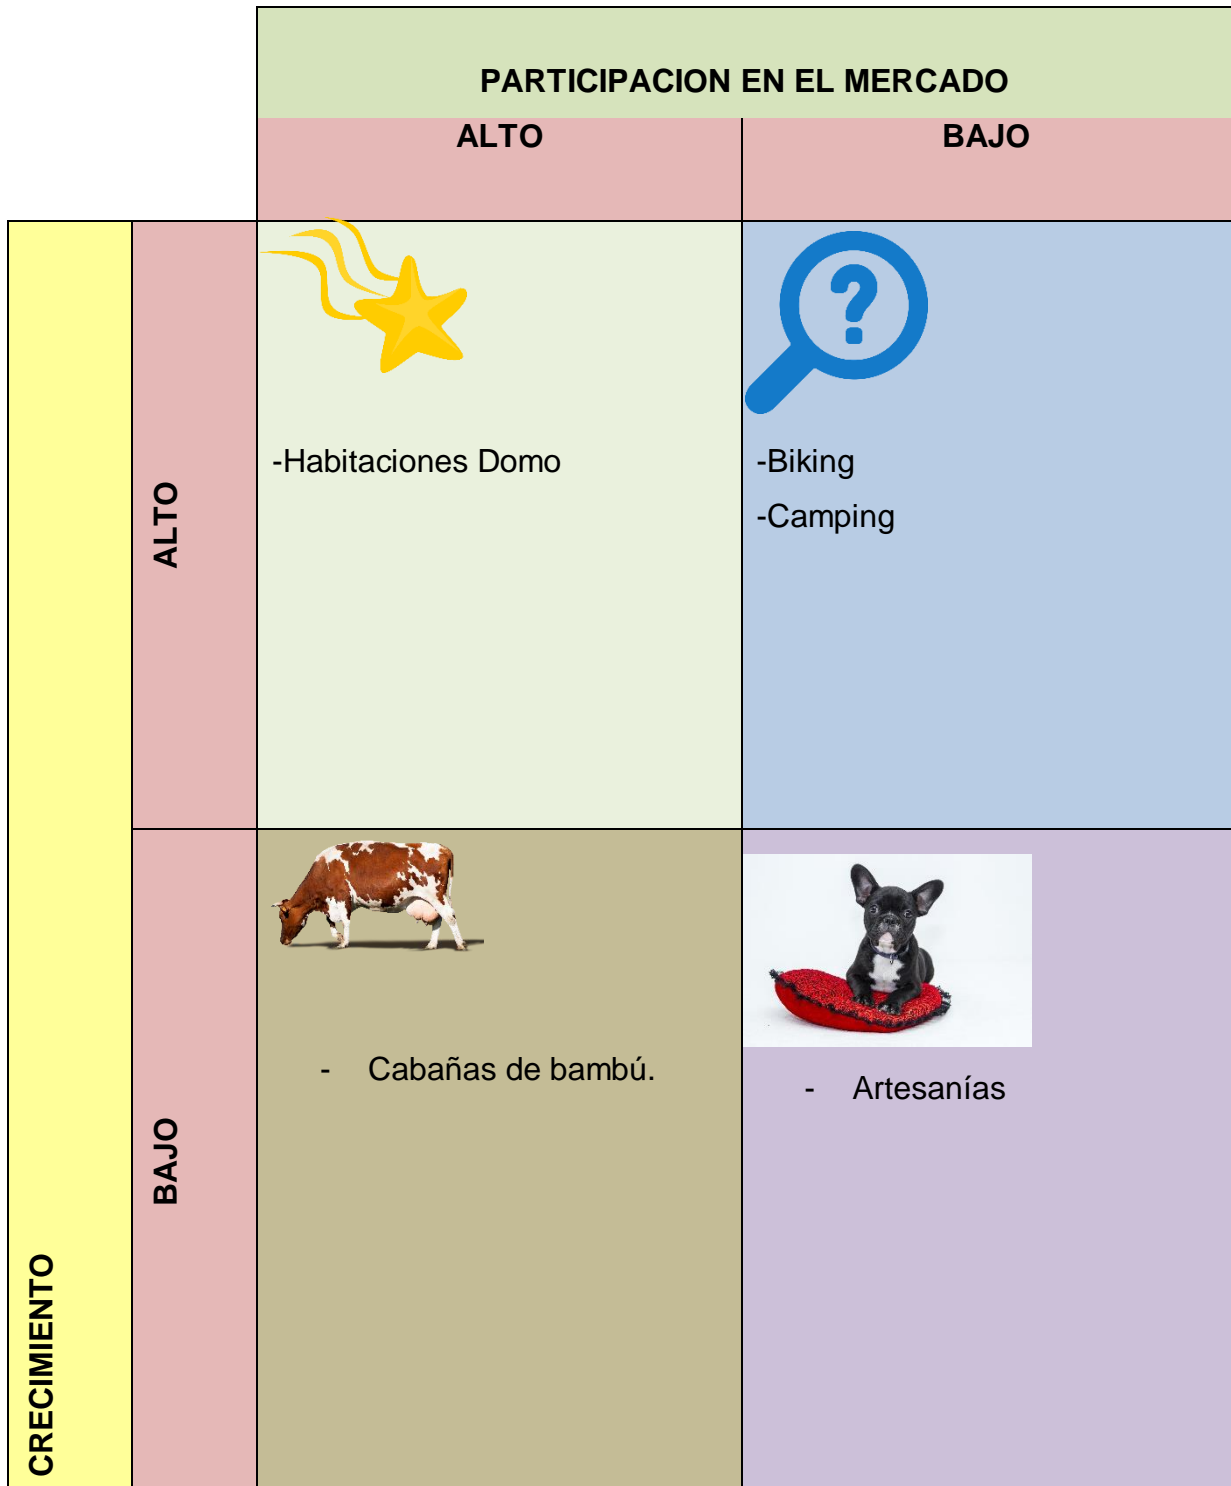 PARTICIPACION EN EL MERCADO
ALTO
BAJO
CRECIMIENTO
ALTO
?
-Habitaciones Domo
-Biking
-Camping
BAJO
- Cabañas de bambú.
- Artesanías